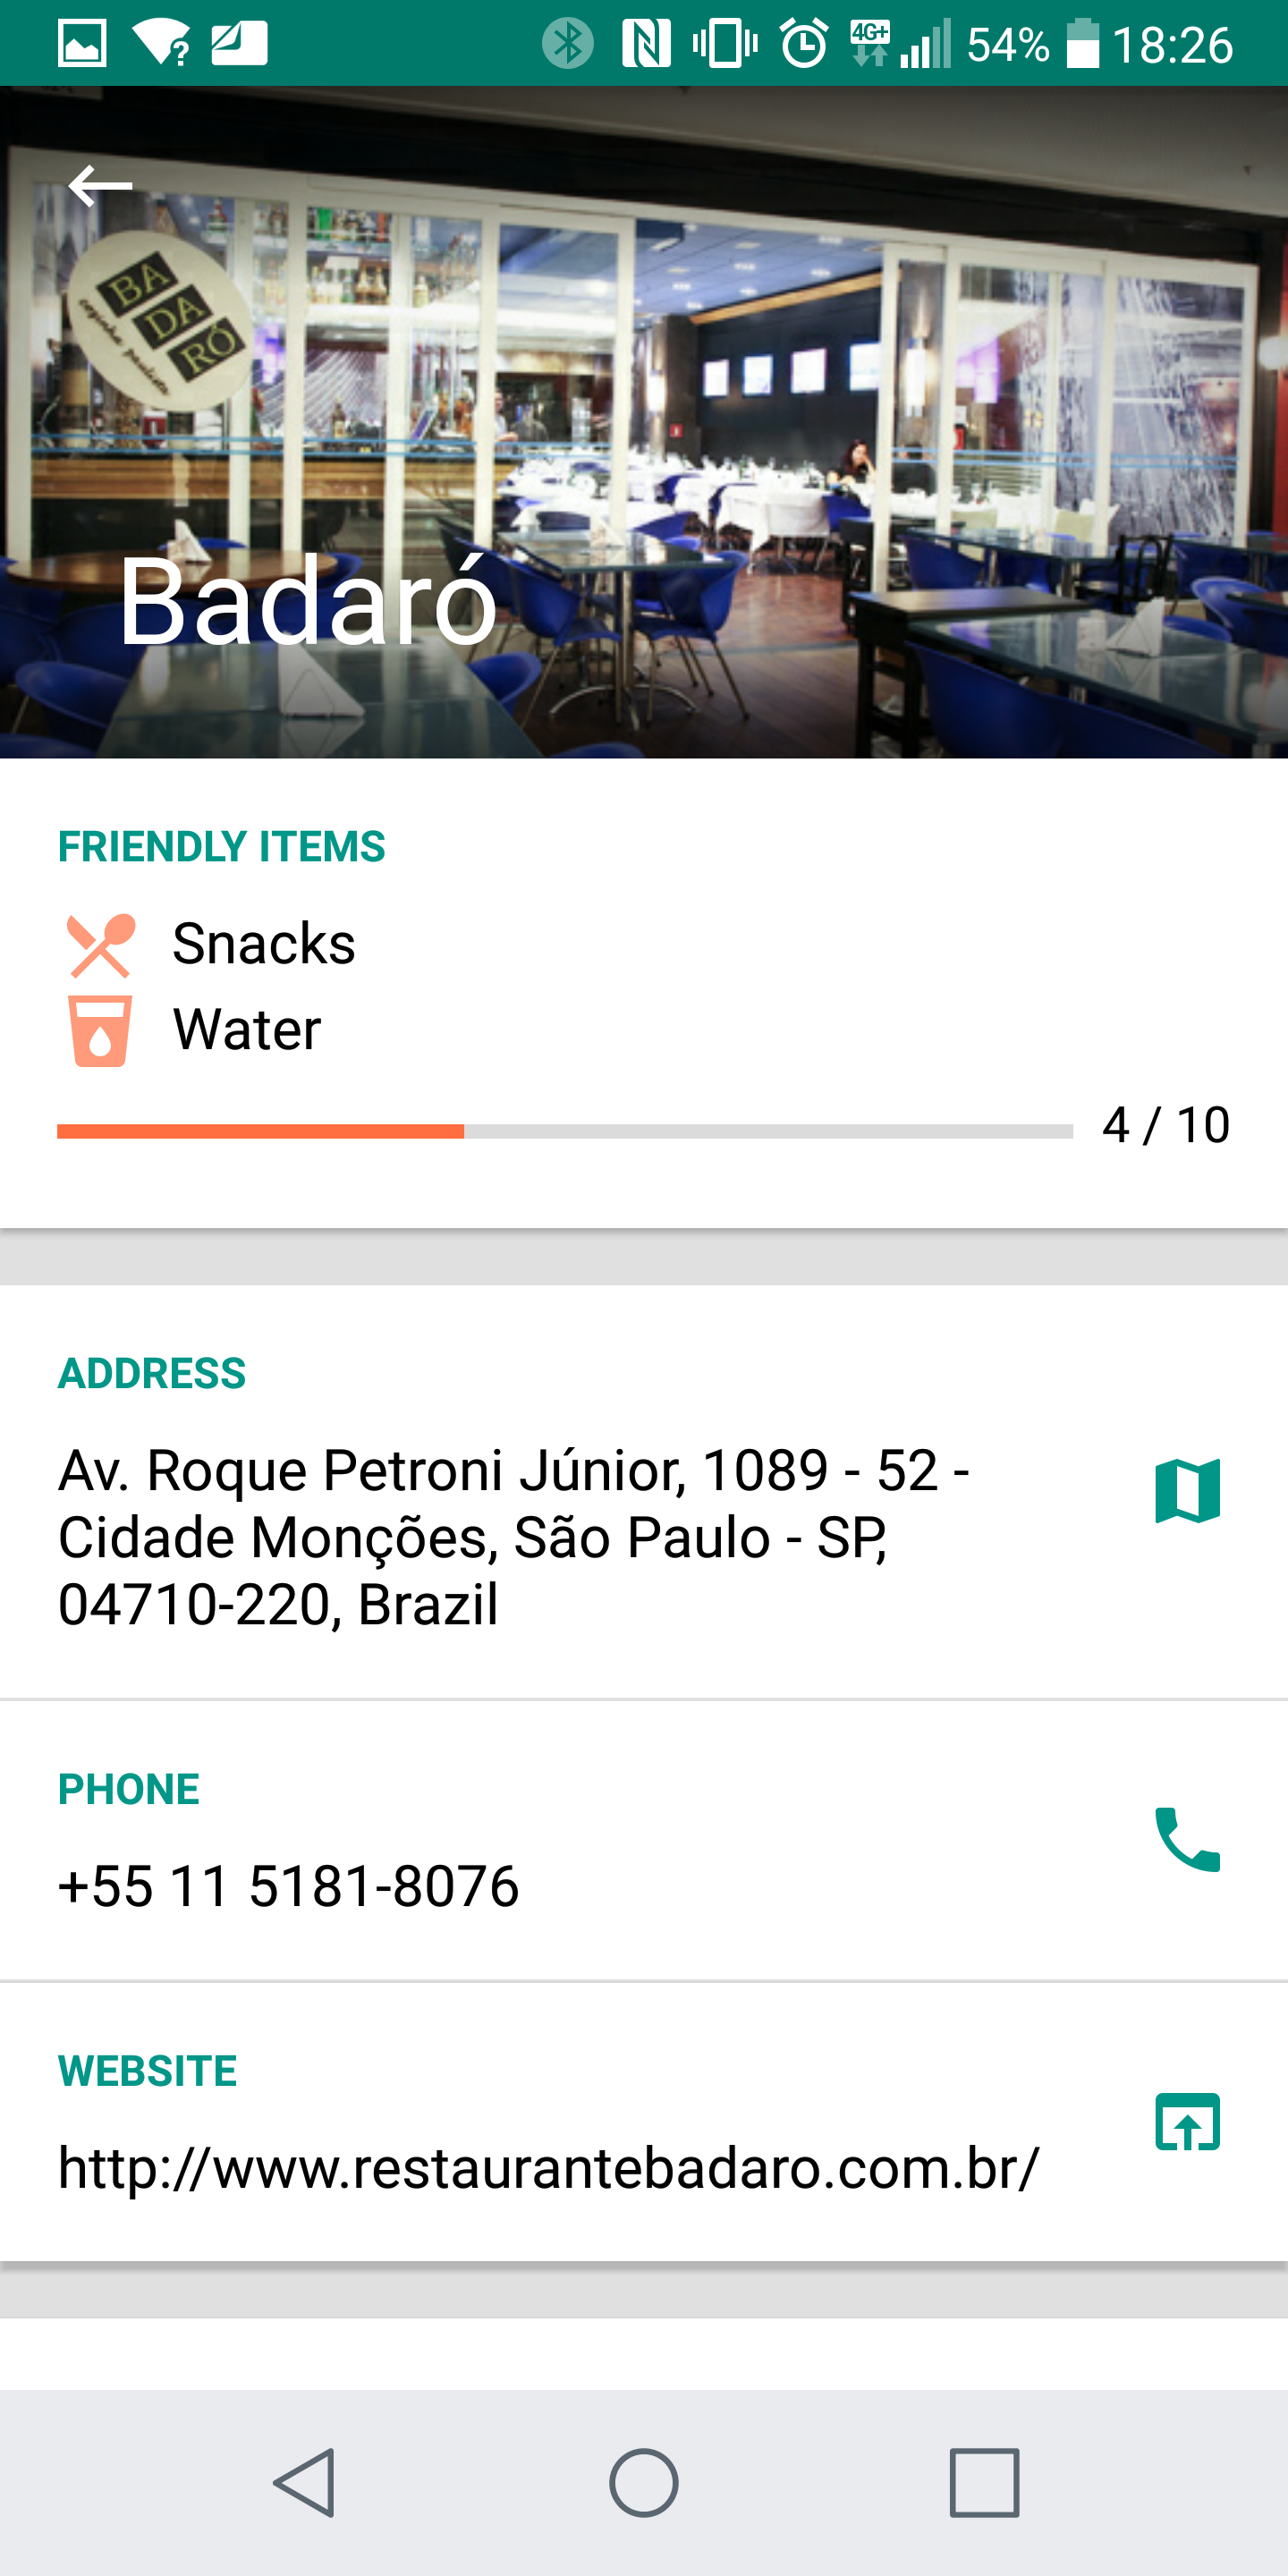 4G+ 54% 18:26
BA
DA
RÓ
Badaró
FRIENDLY ITEMS
Snacks
Water
4 / 10
ADDRESS
Av. Roque Petroni Júnior, 1089 - 52 -
Cidade Monções, São Paulo - SP,
04710-220, Brazil
PHONE
+55 11 5181-8076
WEBSITE
http://www.restaurantebadaro.com.br/